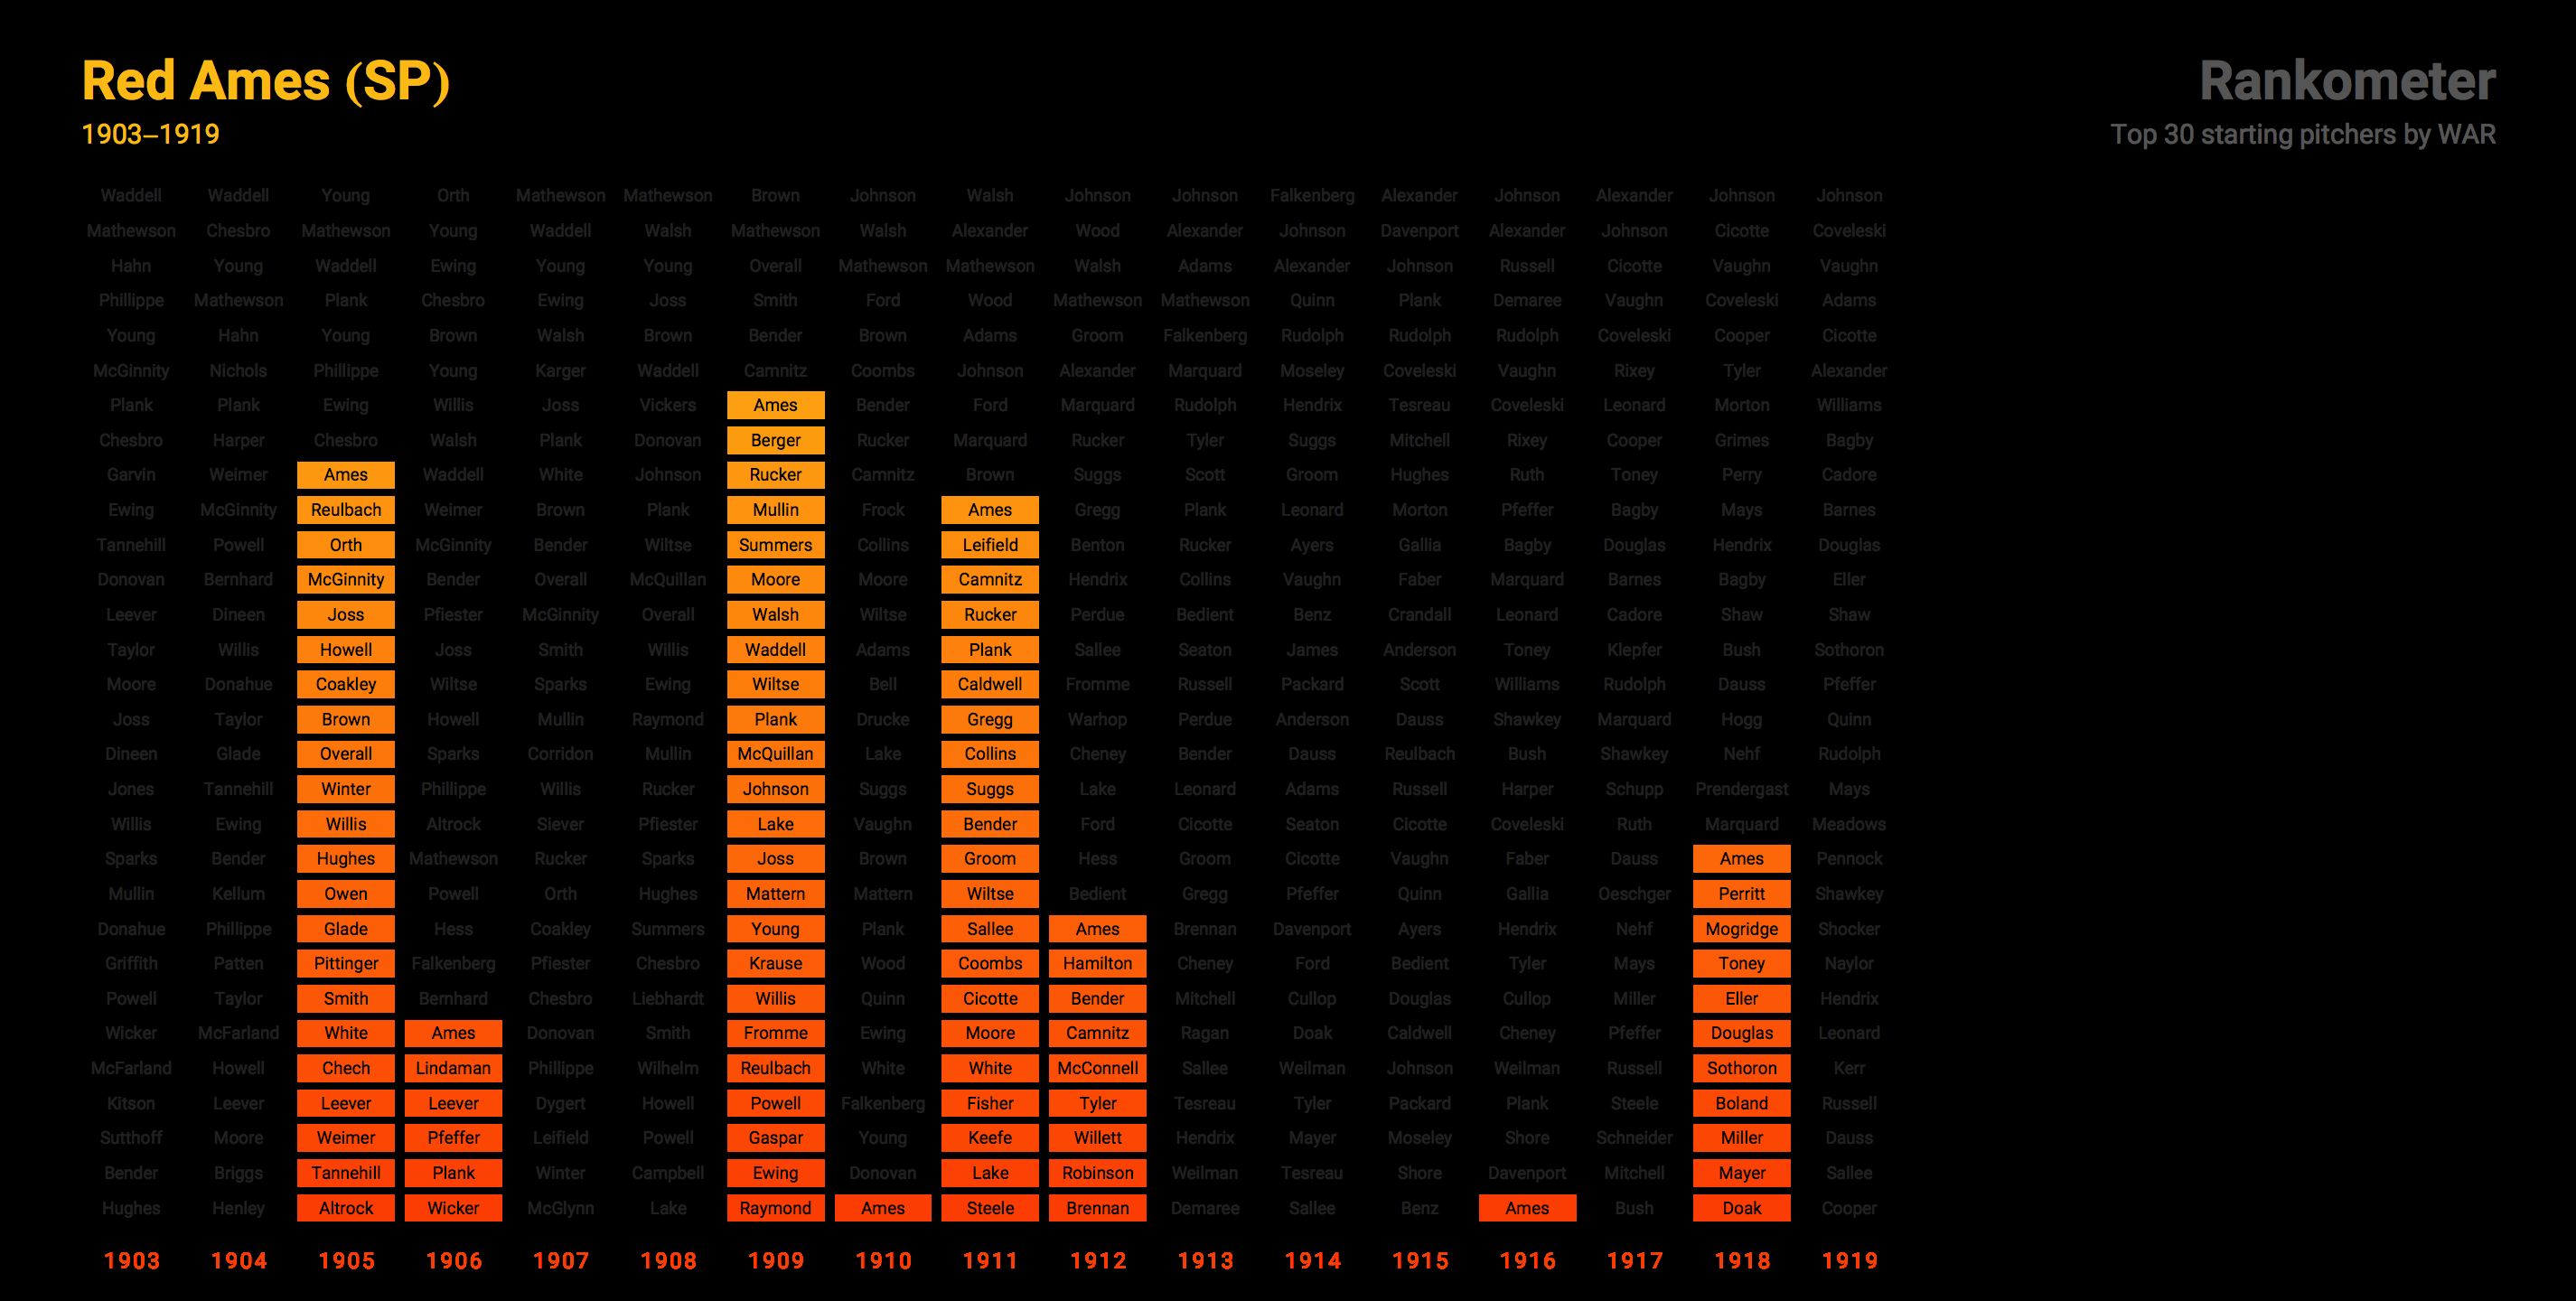 Red Ames (SP)
Rankometer
1903–1919
Top 30 starting pitchers by WAR
Waddell Waddell Young Orth Mathewson Mathewson Brown Johnson Walsh Johnson Johnson Falkenberg Alexander Johnson Alexander Johnson Johnson
Mathewson Chesbro Mathewson Young Waddell Walsh Mathewson Walsh Alexander Wood Alexander Johnson Davenport Alexander Johnson Cicotte Coveleski
Hahn Young Waddell Ewing Young Young Overall Mathewson Mathewson Walsh Adams Alexander Johnson Russell Cicotte Vaughn Vaughn
Phillippe Mathewson Plank Chesbro Ewing Joss Smith Ford Wood Mathewson Mathewson Quinn Plank Demaree Vaughn Coveleski Adams
Young Hahn Young Brown Walsh Brown Bender Brown Adams Groom Falkenberg Rudolph Rudolph Rudolph Coveleski Cooper Cicotte
McGinnity Nichols Phillippe Young Karger Waddell Camnitz Coombs Johnson Alexander Marquard Moseley Coveleski Vaughn Rixey Tyler Alexander
Plank Plank Ewing Willis Joss Vickers Ames Bender Ford Marquard Rudolph Hendrix Tesreau Coveleski Leonard Morton Williams
Chesbro Harper Chesbro Walsh Plank Donovan Berger Rucker Marquard Rucker Tyler Suggs Mitchell Rixey Cooper Grimes Bagby
Garvin Weimer Ames Waddell White Johnson Rucker Camnitz Brown Suggs Scott Groom Hughes Ruth Toney Perry Cadore
Ewing McGinnity Reulbach Weimer Brown Plank Mullin Frock Ames Gregg Plank Leonard Morton Pfeffer Bagby Mays Barnes
Tannehill Powell Orth McGinnity Bender Wiltse Summers Collins Leifield Benton Rucker Ayers Gallia Bagby Douglas Hendrix Douglas
Donovan Bernhard McGinnity Bender Overall McQuillan Moore Moore Camnitz Hendrix Collins Vaughn Faber Marquard Barnes Bagby Eller
Leever Dineen Joss Pfiester McGinnity Overall Walsh Wiltse Rucker Perdue Bedient Benz Crandall Leonard Cadore Shaw Shaw
Taylor Willis Howell Joss Smith Willis Waddell Adams Plank Sallee Seaton James Anderson Toney Klepfer Bush Sothoron
Moore Donahue Coakley Wiltse Sparks Ewing Wiltse Bell Caldwell Fromme Russell Packard Scott Williams Rudolph Dauss Pfeffer
Joss Taylor Brown Howell Mullin Raymond Plank Drucke Gregg Warhop Perdue Anderson Dauss Shawkey Marquard Hogg Quinn
Dineen Glade Overall Sparks Corridon Mullin McQuillan Lake Collins Cheney Bender Dauss Reulbach Bush Shawkey Nehf Rudolph
Jones Tannehill Winter Phillippe Willis Rucker Johnson Suggs Suggs Lake Leonard Adams Russell Harper Schupp Prendergast Mays
Willis Ewing Willis Altrock Siever Pfiester Lake Vaughn Bender Ford Cicotte Seaton Cicotte Coveleski Ruth Marquard Meadows
Sparks Bender Hughes Mathewson Rucker Sparks Joss Brown Groom Hess Groom Cicotte Vaughn Faber Dauss Ames Pennock
Mullin Kellum Owen Powell Orth Hughes Mattern Mattern Wiltse Bedient Gregg Pfeffer Quinn Gallia Oeschger Perritt Shawkey
Donahue Phillippe Glade Hess Coakley Summers Young Plank Sallee Ames Brennan Davenport Ayers Hendrix Nehf Mogridge Shocker
Griffith Patten Pittinger Falkenberg Pfiester Chesbro Krause Wood Coombs Hamilton Cheney Ford Bedient Tyler Mays Toney Naylor
Powell Taylor Smith Bernhard Chesbro Liebhardt Willis Quinn Cicotte Bender Mitchell Cullop Douglas Cullop Miller Eller Hendrix
Wicker McFarland White Ames Donovan Smith Fromme Ewing Moore Camnitz Ragan Doak Caldwell Cheney Pfeffer Douglas Leonard
McFarland Howell Chech Lindaman Phillippe Wilhelm Reulbach White White McConnell Sallee Weilman Johnson Weilman Russell Sothoron Kerr
Kitson Leever Leever Leever Dygert Howell Powell Falkenberg Fisher Tyler Tesreau Tyler Packard Plank Steele Boland Russell
Sutthoff Moore Weimer Pfeffer Leifield Powell Gaspar Young Keefe Willett Hendrix Mayer Moseley Shore Schneider Miller Dauss
Bender Briggs Tannehill Plank Winter Campbell Ewing Donovan Lake Robinson Weilman Tesreau Shore Davenport Mitchell Mayer Sallee
Hughes Henley Altrock Wicker McGlynn Lake Raymond Ames Steele Brennan Demaree Sallee Benz Ames Bush Doak Cooper
1903 1904 1905 1906 1907 1908 1909 1910 1911 1912 1913 1914 1915 1916 1917 1918 1919